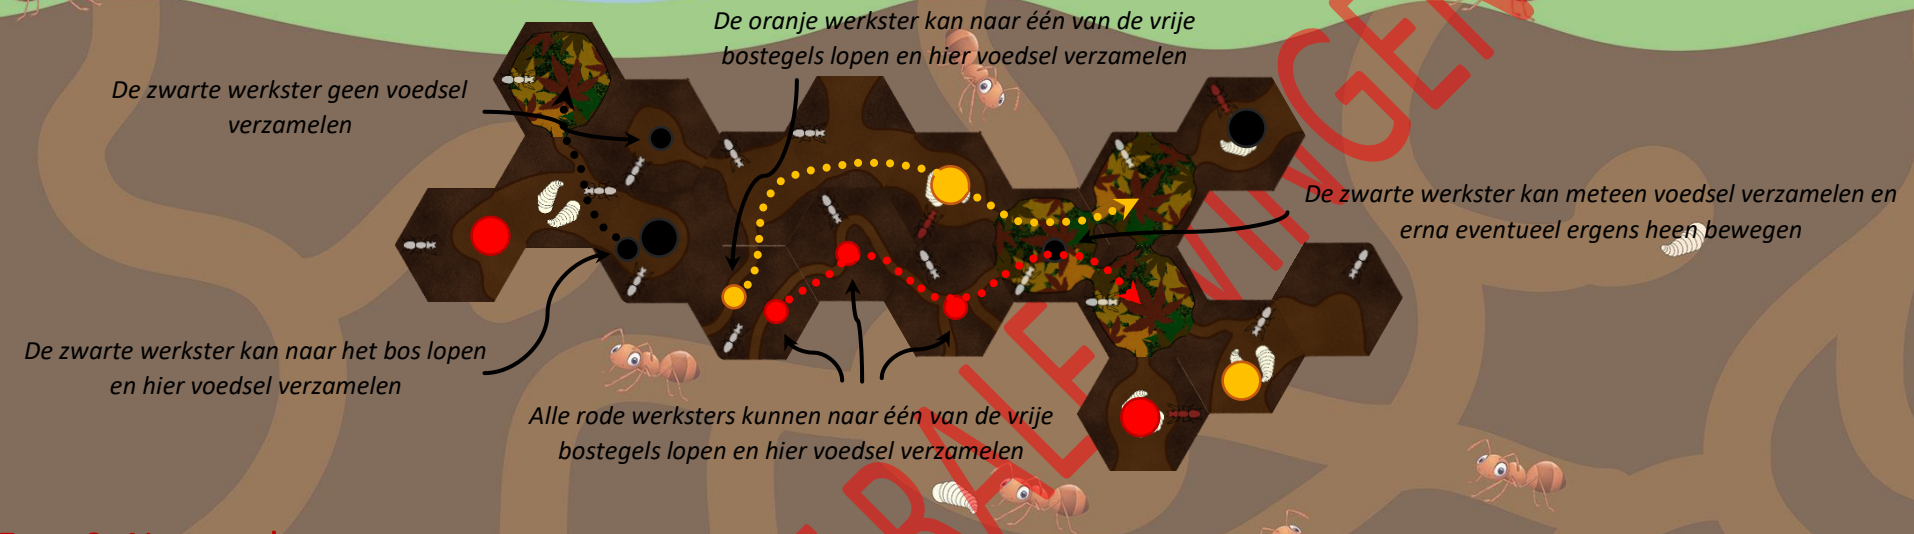 De oranje werkster kan naar één van de vrije
bostegels lopen en hier voedsel verzamelen
De zwarte werkster geen voedsel
verzamelen
De zwarte werkster kan meteen voedsel verzamelen en
erna eventueel ergens heen bewegen
De zwarte werkster kan naar het bos lopen
en hier voedsel verzamelen
Alle rode werksters kunnen naar één van de vrije
bostegels lopen en hier voedsel verzamelen